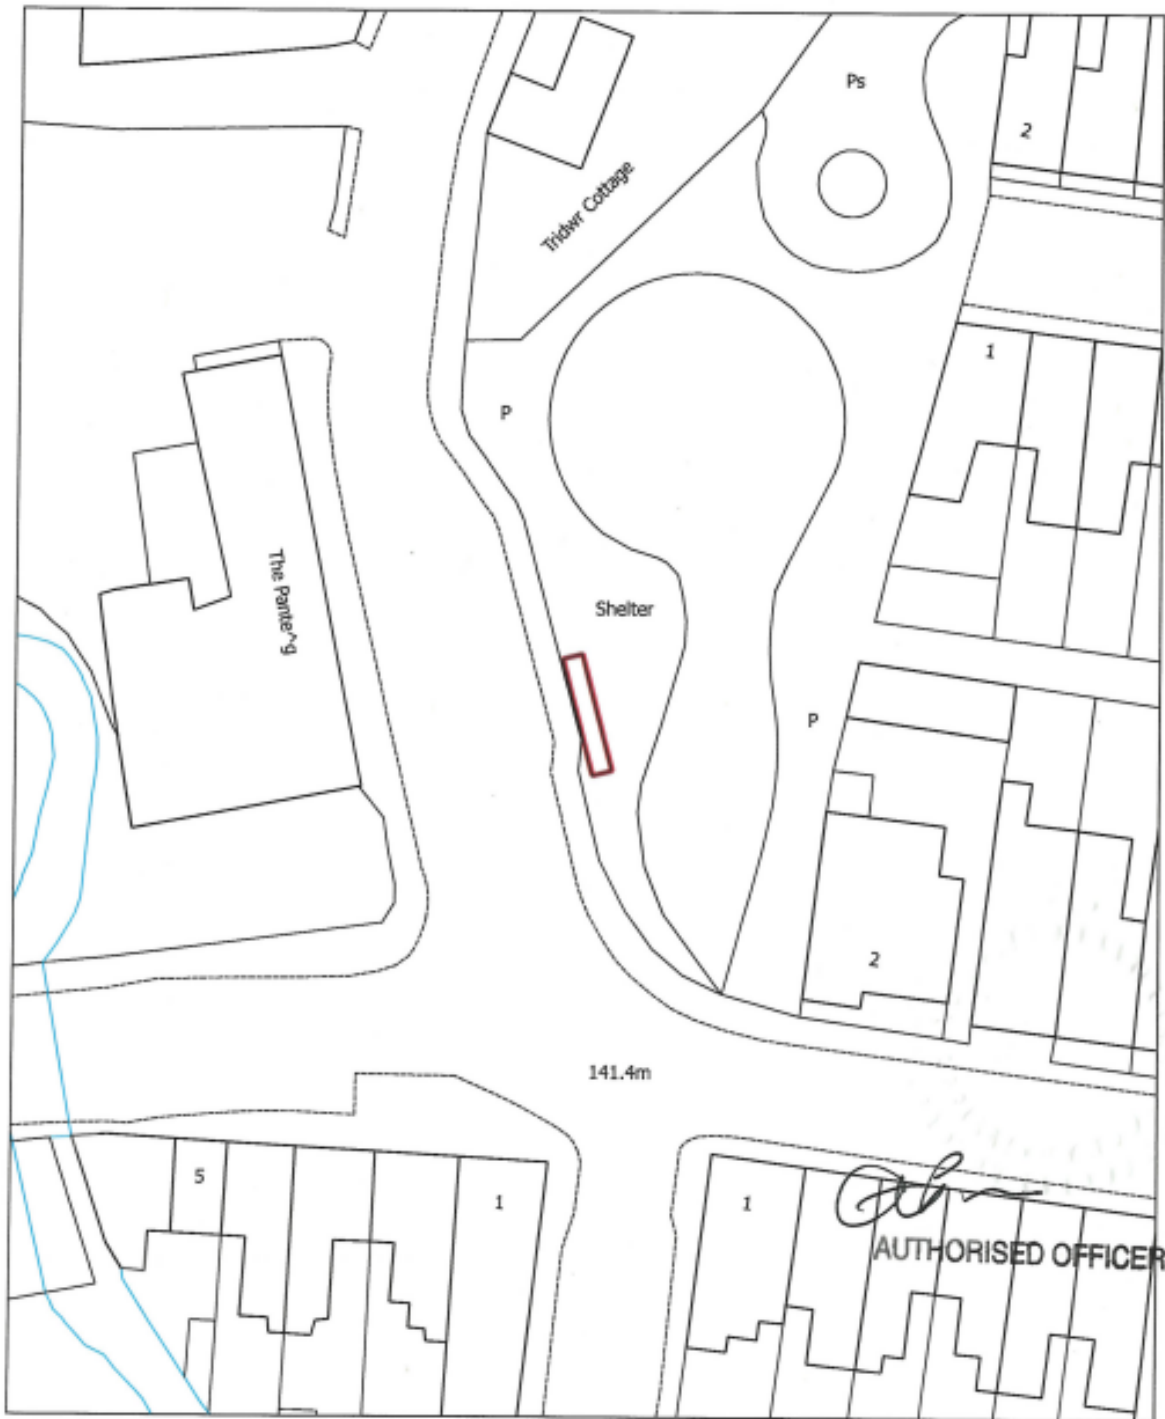 Ps
2
Tridwr Cottage
1
P
The Pante^g
Shelter
P
2
141.4m
5
1
1
AUTHORISED OFFICER